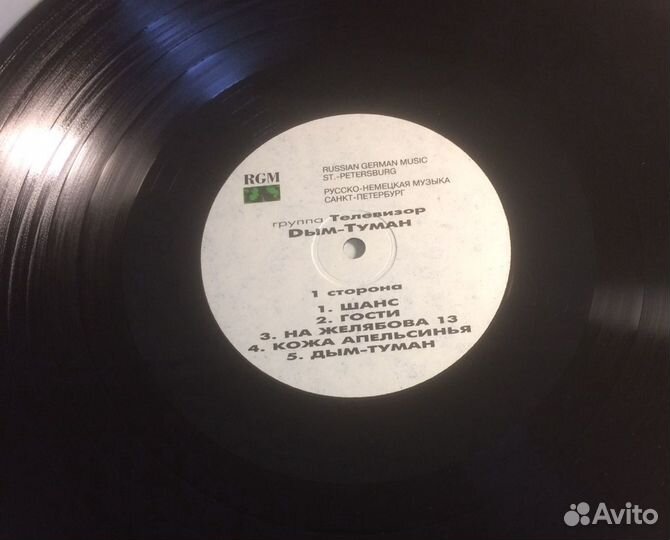 RGM
RUSSIAN GERMAN MUSIC
ST.-PETERSBURG
РУССКО-НЕМЕЦКАЯ МУЗЫКА
САНКТ-ПЕТЕРБУРГ
группа Телевизор
Dым-Туман
1 сторона
1. ШАНС
2. ГОСТИ
3. НА ЖЕЛЯБОВА 13
4. КОЖА АПЕЛЬСИНЬЯ
5. ДЫМ-ТУМАН
Avito